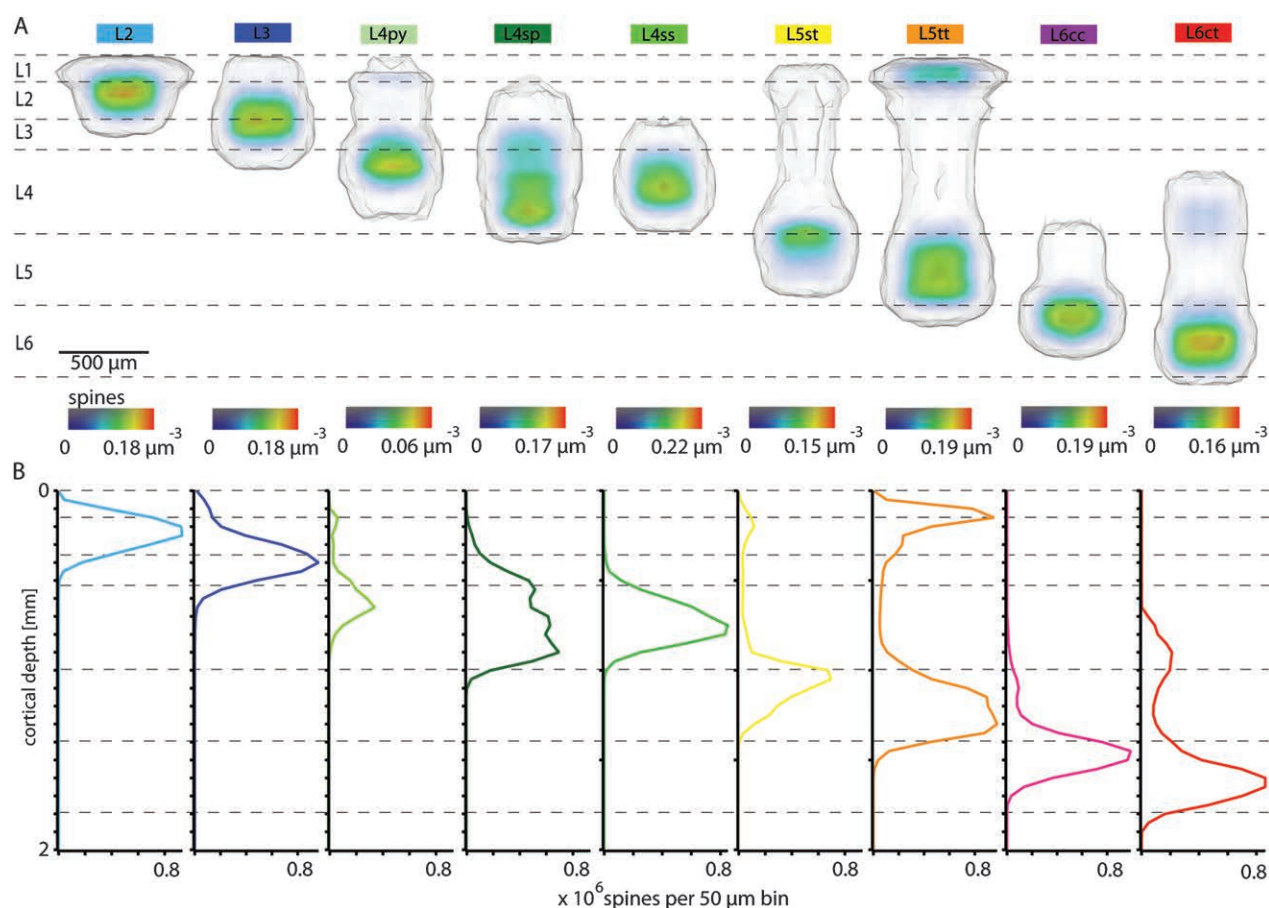 A
L2 L3 L4py L4sp L4ss L5st L5tt L6cc L6ct
L1
L2
L3
L4
L5
L6
500 µm
spines
0 0.18 µm -3 0 0.18 µm -3 0 0.06 µm -3 0 0.17 µm -3 0 0.22 µm -3 0 0.15 µm -3 0 0.19 µm -3 0 0.19 µm -3 0 0.16 µm -3
B
0
cortical depth [mm]
2
0.8 0.8 0.8 0.8 0.8 0.8 0.8 0.8 0.8
x 10⁶ spines per 50 µm bin